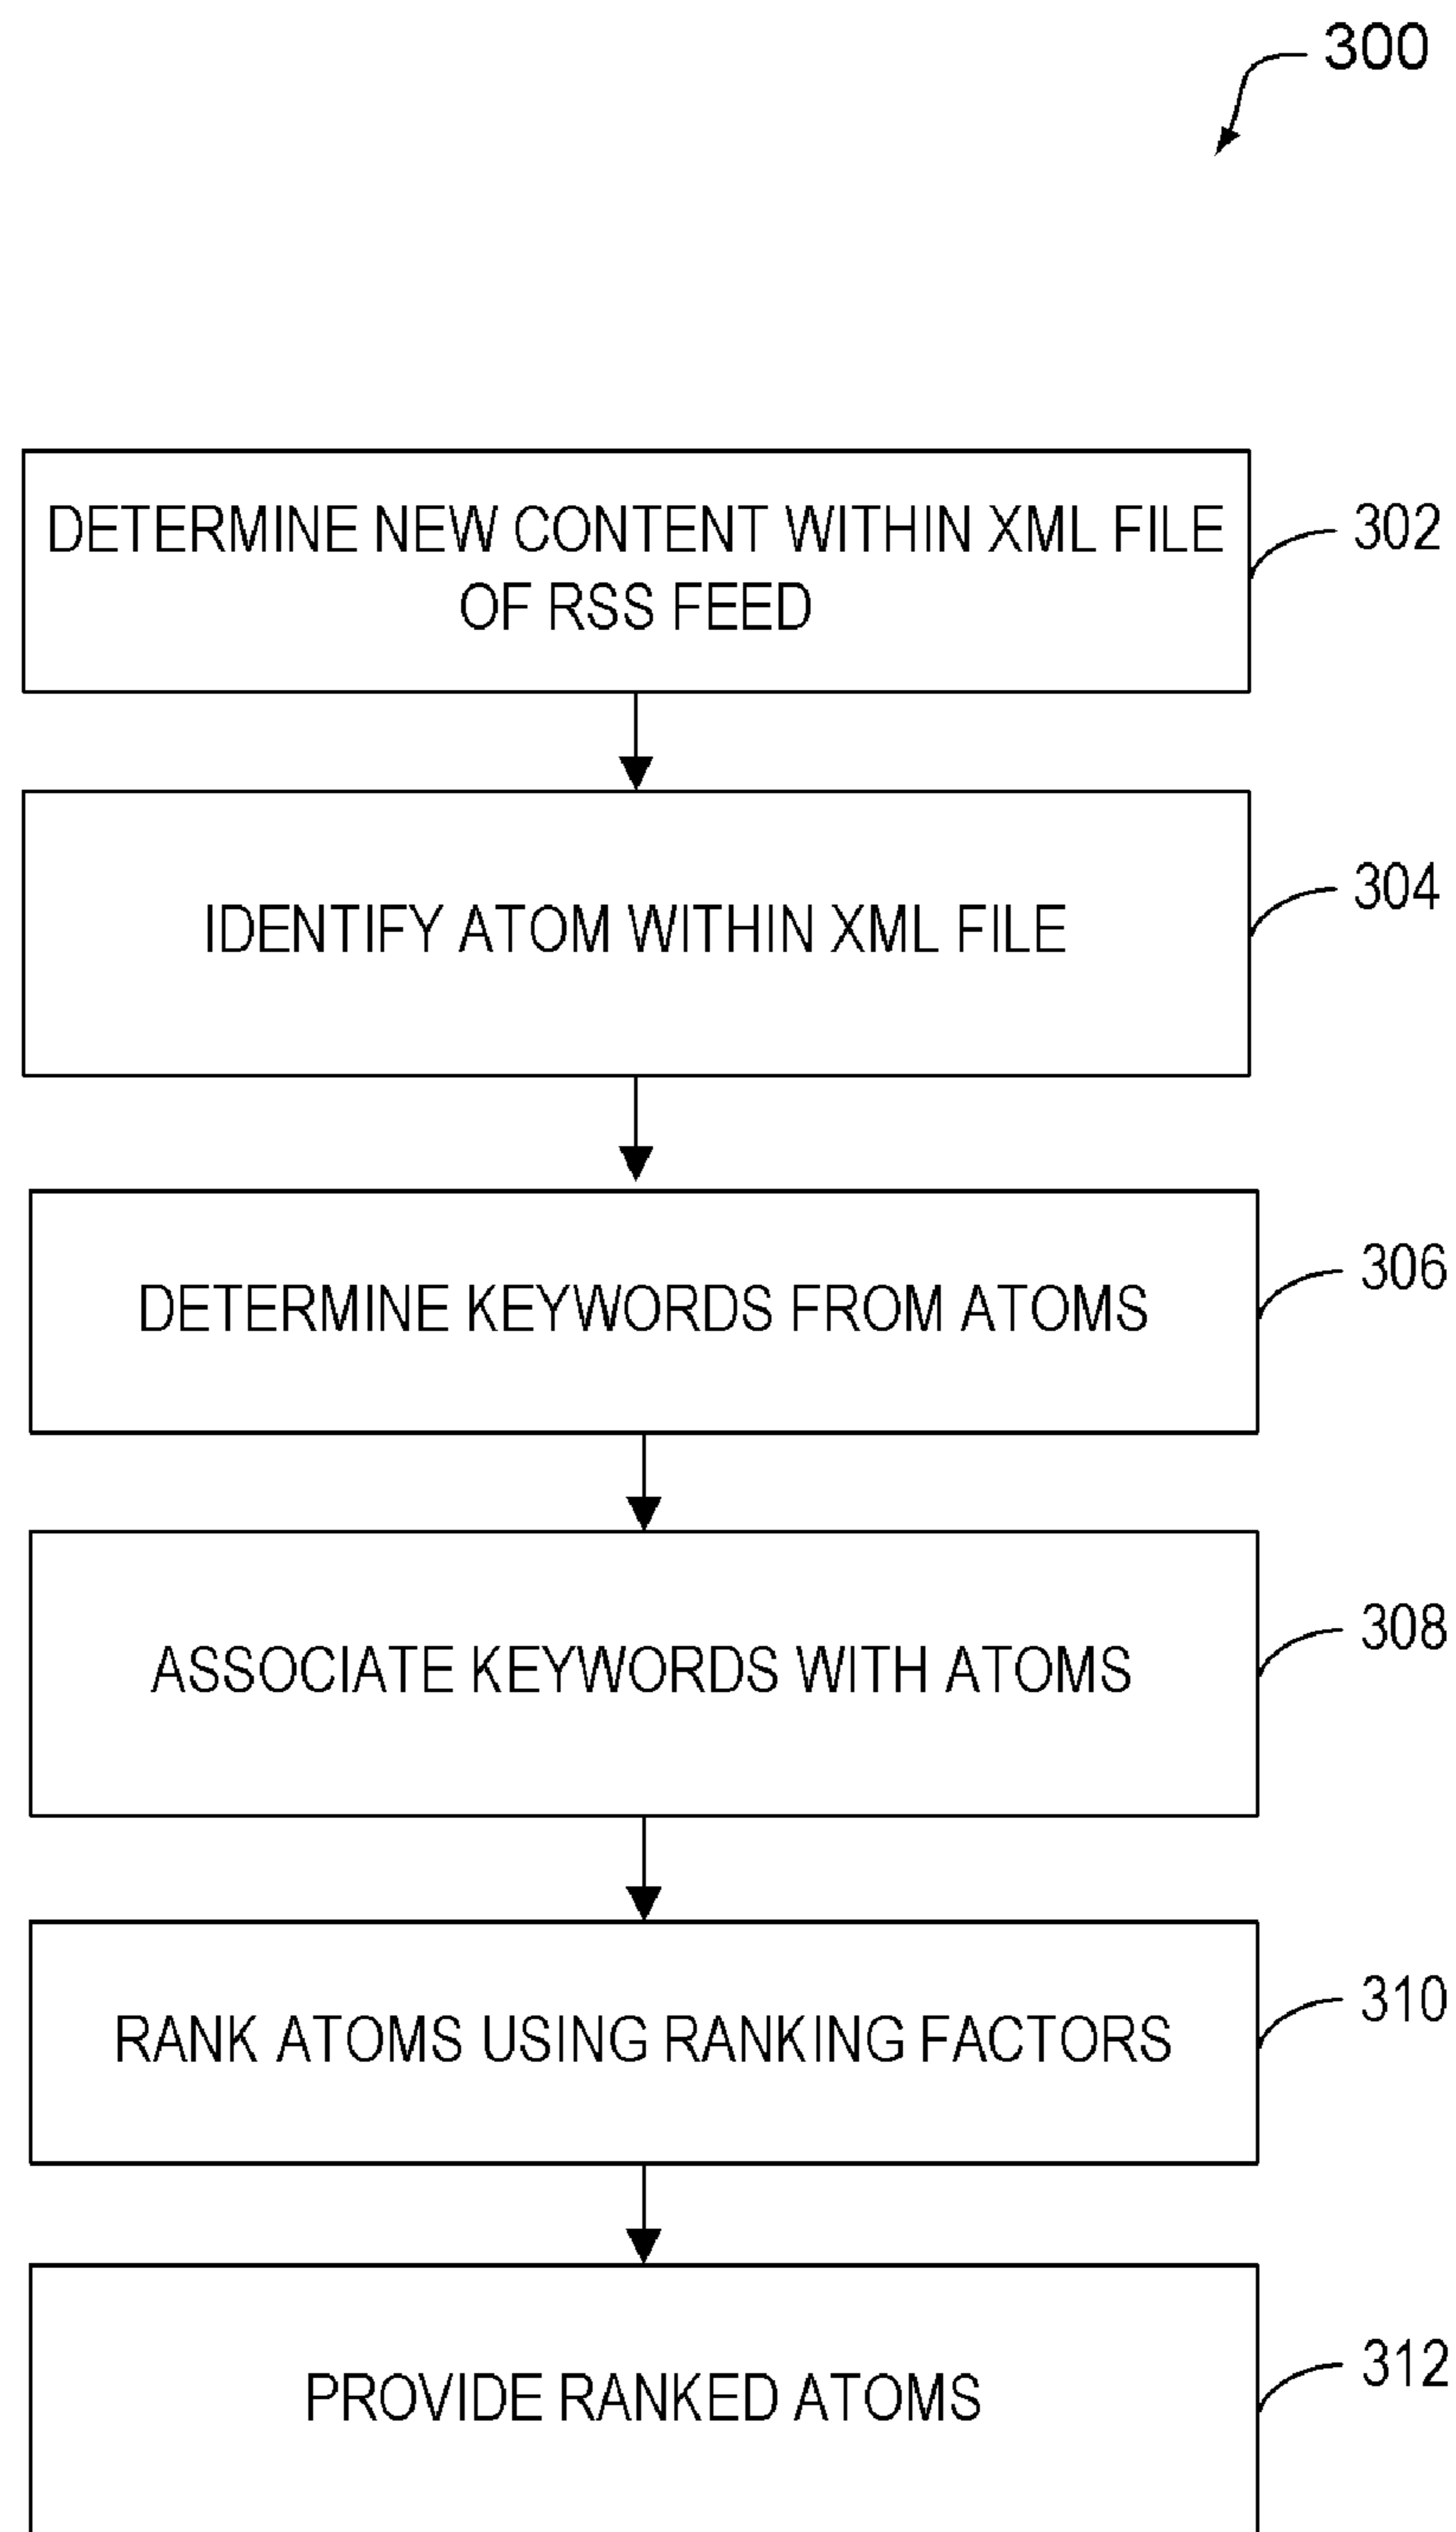 300
DETERMINE NEW CONTENT WITHIN XML FILE
OF RSS FEED
302
IDENTIFY ATOM WITHIN XML FILE
304
DETERMINE KEYWORDS FROM ATOMS
306
ASSOCIATE KEYWORDS WITH ATOMS
308
RANK ATOMS USING RANKING FACTORS
310
PROVIDE RANKED ATOMS
312